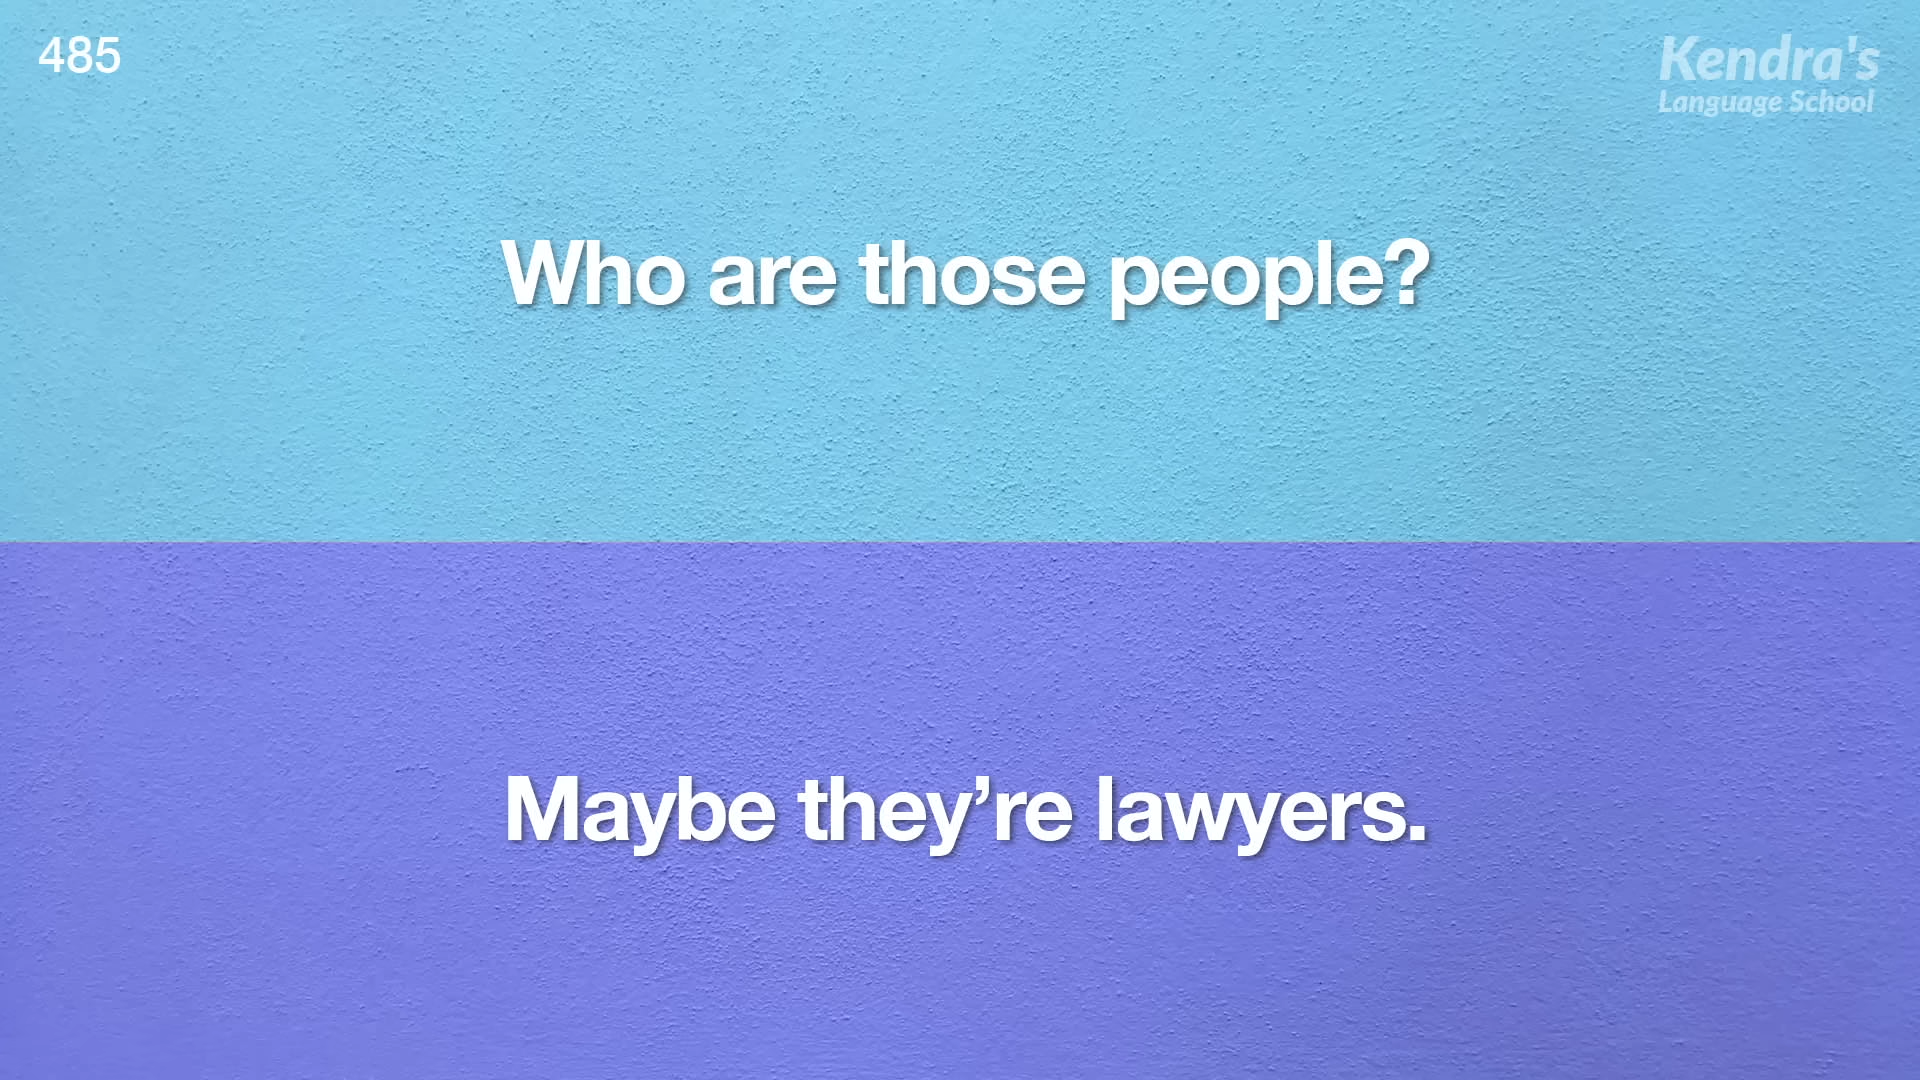 485
Kendra's
Language School
Who are those people?
Maybe they’re lawyers.